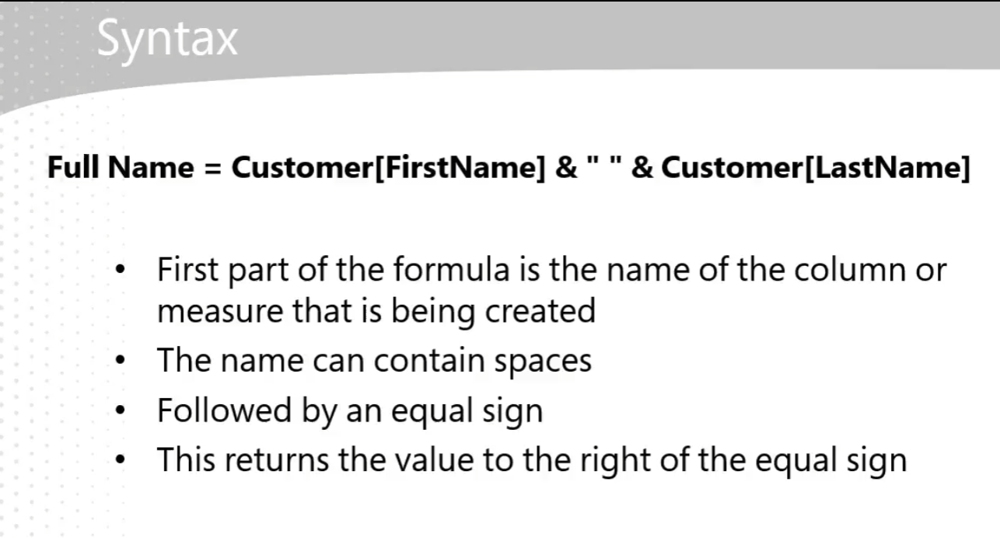 Syntax
Full Name = Customer[FirstName] & " " & Customer[LastName]
• First part of the formula is the name of the column or
measure that is being created
• The name can contain spaces
• Followed by an equal sign
• This returns the value to the right of the equal sign